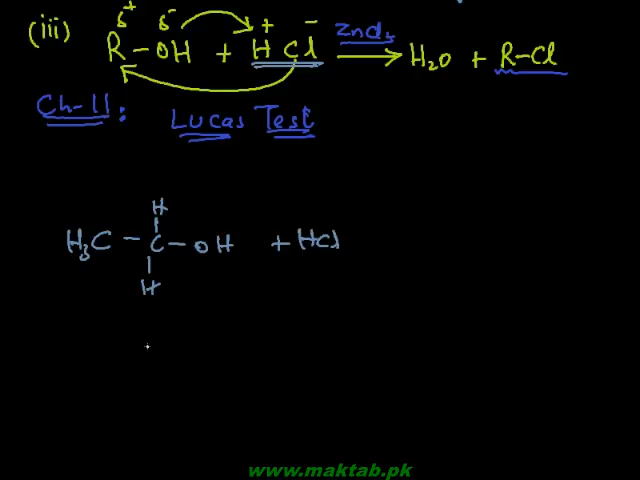 (iii) R δ+ – OH δ- + H+ Cl- ZnCl₂ → H₂O + R–Cl
Ch-11: Lucas Test
H
H₃C – C – OH + HCl
H
www.maktab.pk